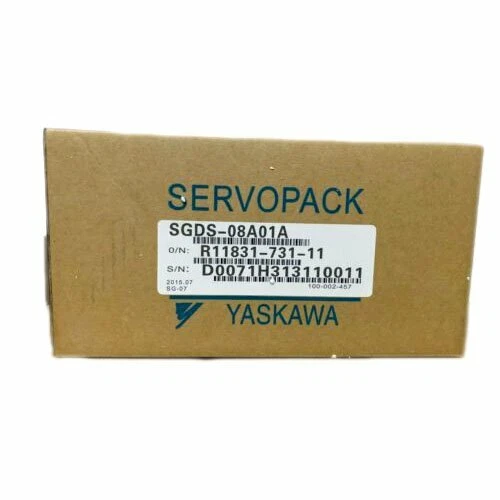 SERVOPACK
SGDS-08A01A
O/N: R11831-731-11
S/N: D0071H313110011
2015.07
SG-07 100-002-457
YASKAWA